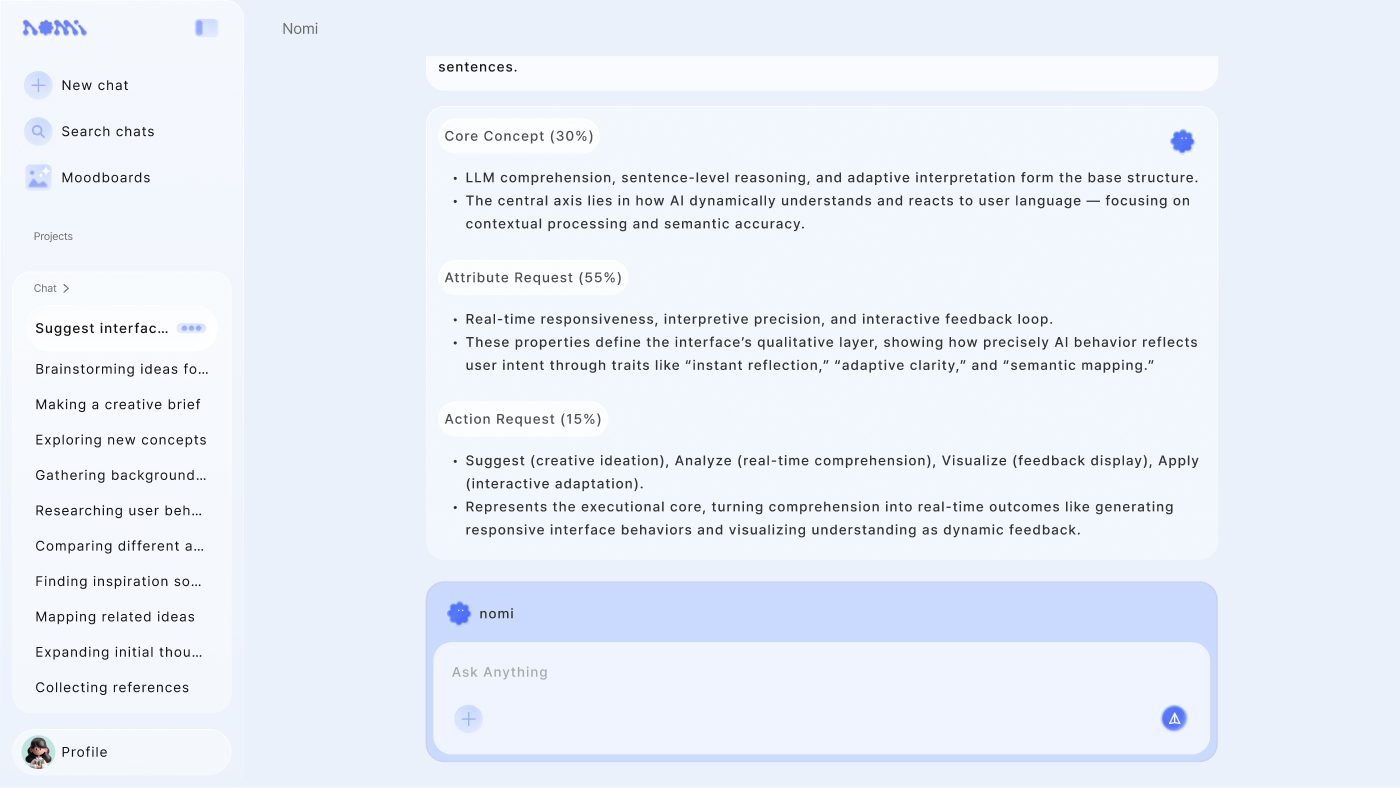 nomi
Nomi
New chat
Search chats
Moodboards
Projects
Chat
Suggest interfac...
Brainstorming ideas fo...
Making a creative brief
Exploring new concepts
Gathering background...
Researching user beh...
Comparing different a...
Finding inspiration so...
Mapping related ideas
Expanding initial thou...
Collecting references
Profile
sentences.
Core Concept (30%)
• LLM comprehension, sentence-level reasoning, and adaptive interpretation form the base structure.
• The central axis lies in how AI dynamically understands and reacts to user language — focusing on
contextual processing and semantic accuracy.
Attribute Request (55%)
• Real-time responsiveness, interpretive precision, and interactive feedback loop.
• These properties define the interface’s qualitative layer, showing how precisely AI behavior reflects
user intent through traits like “instant reflection,” “adaptive clarity,” and “semantic mapping.”
Action Request (15%)
• Suggest (creative ideation), Analyze (real-time comprehension), Visualize (feedback display), Apply
(interactive adaptation).
• Represents the executional core, turning comprehension into real-time outcomes like generating
responsive interface behaviors and visualizing understanding as dynamic feedback.
nomi
Ask Anything